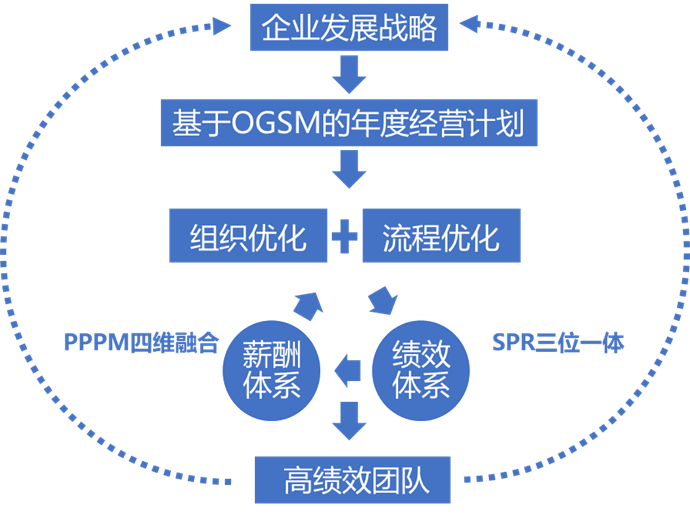 企业发展战略
基于OGSM的年度经营计划
组织优化
流程优化
PPPM四维融合
薪酬
体系
绩效
体系
SPR三位一体
高绩效团队